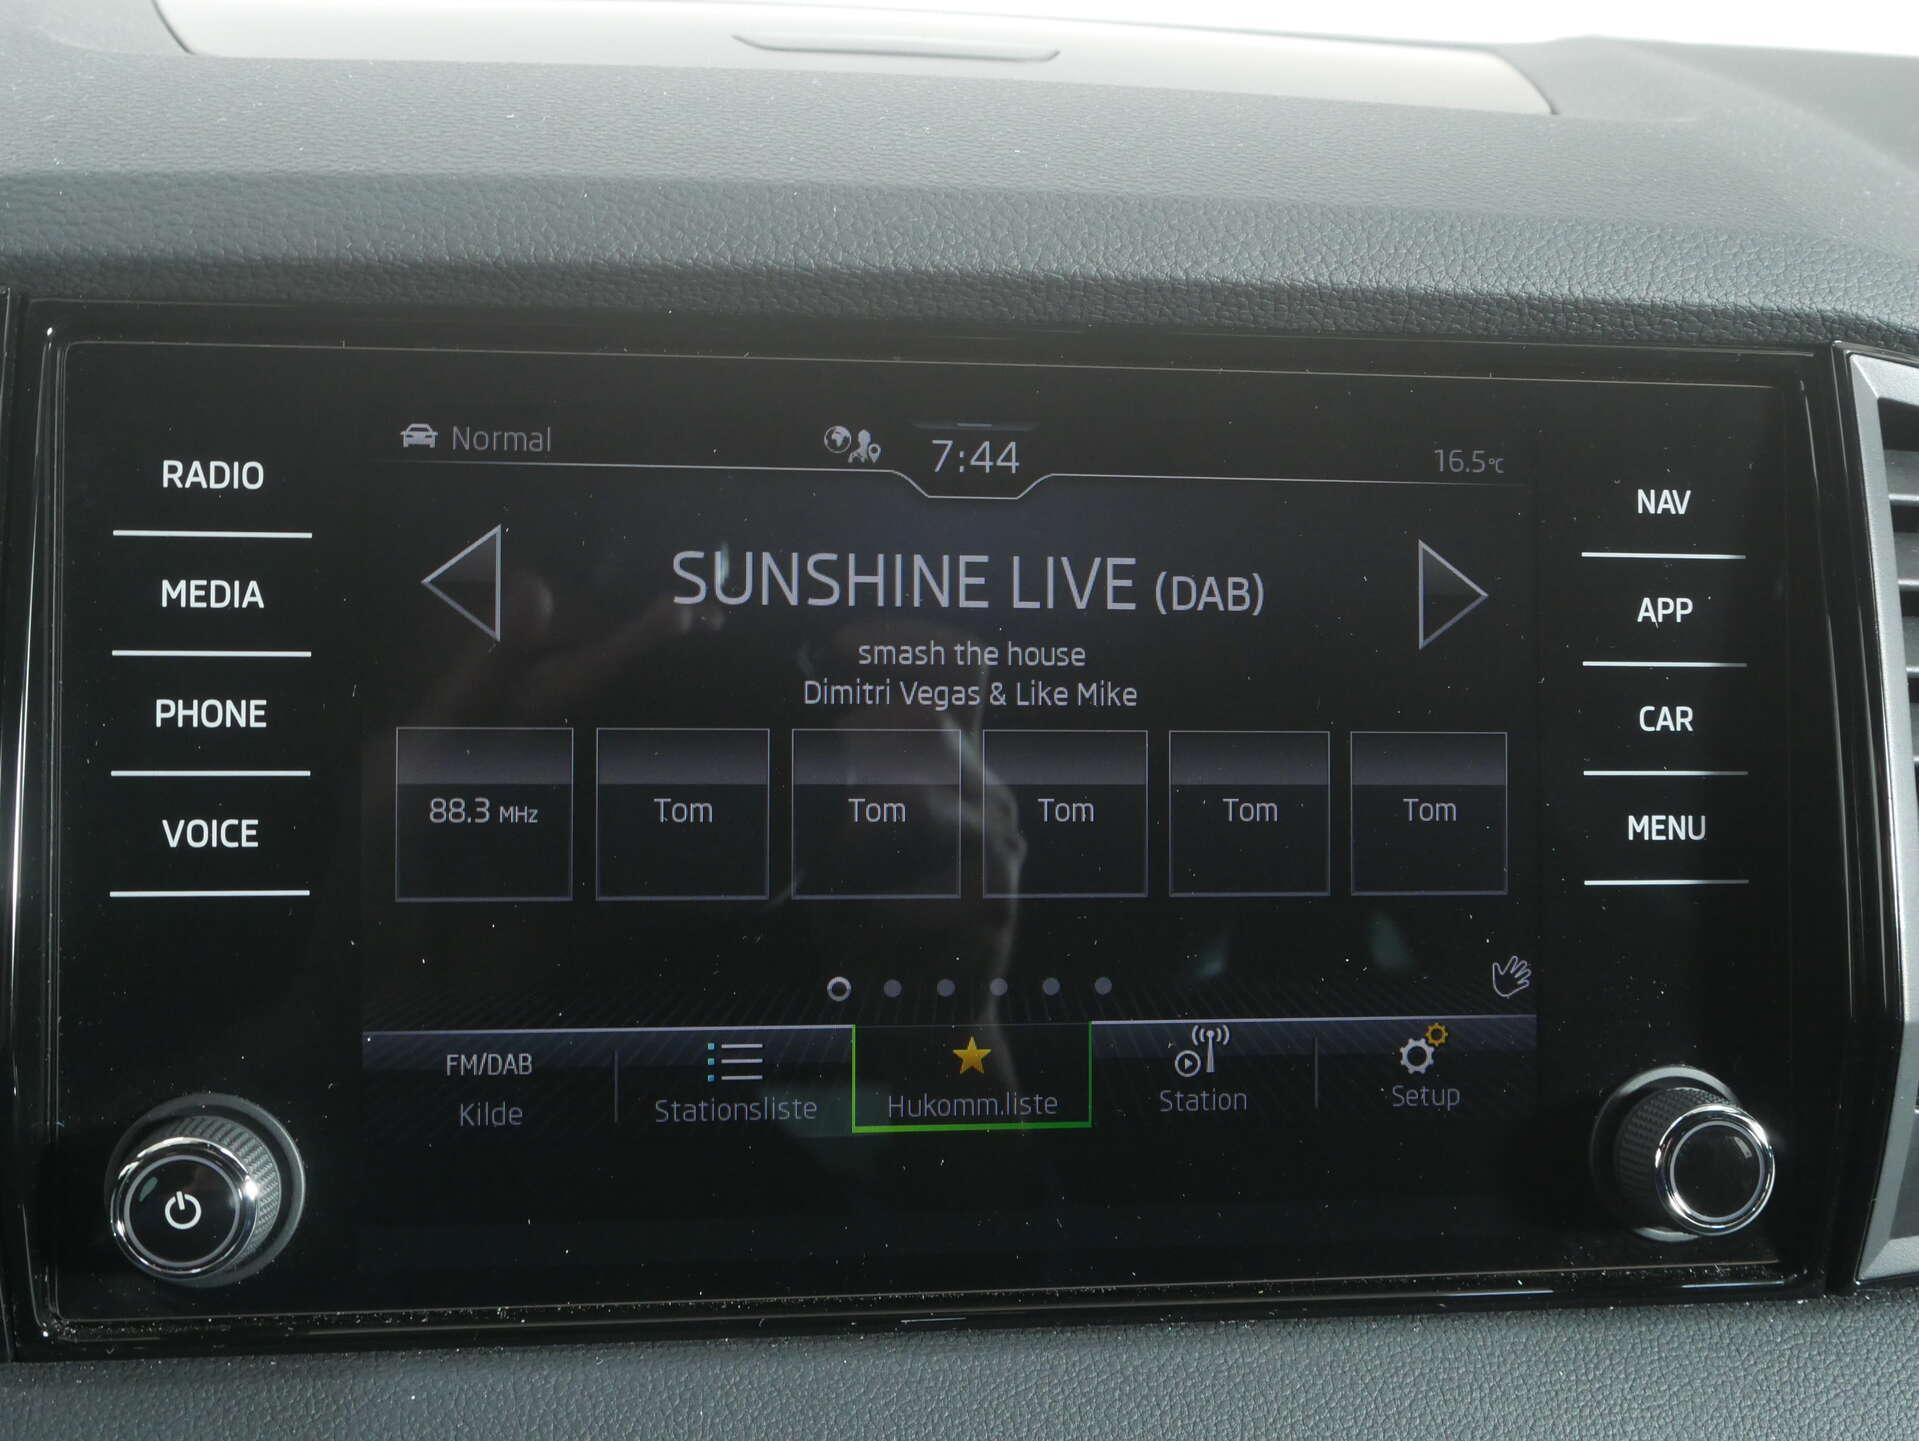 Normal
7:44
16.5°C
RADIO
MEDIA
PHONE
VOICE
SUNSHINE LIVE (DAB)
smash the house
Dimitri Vegas & Like Mike
88.3 MHz
Tom
Tom
Tom
Tom
Tom
FM/DAB
Kilde
Stationsliste
Hukomm.liste
Station
Setup
NAV
APP
CAR
MENU